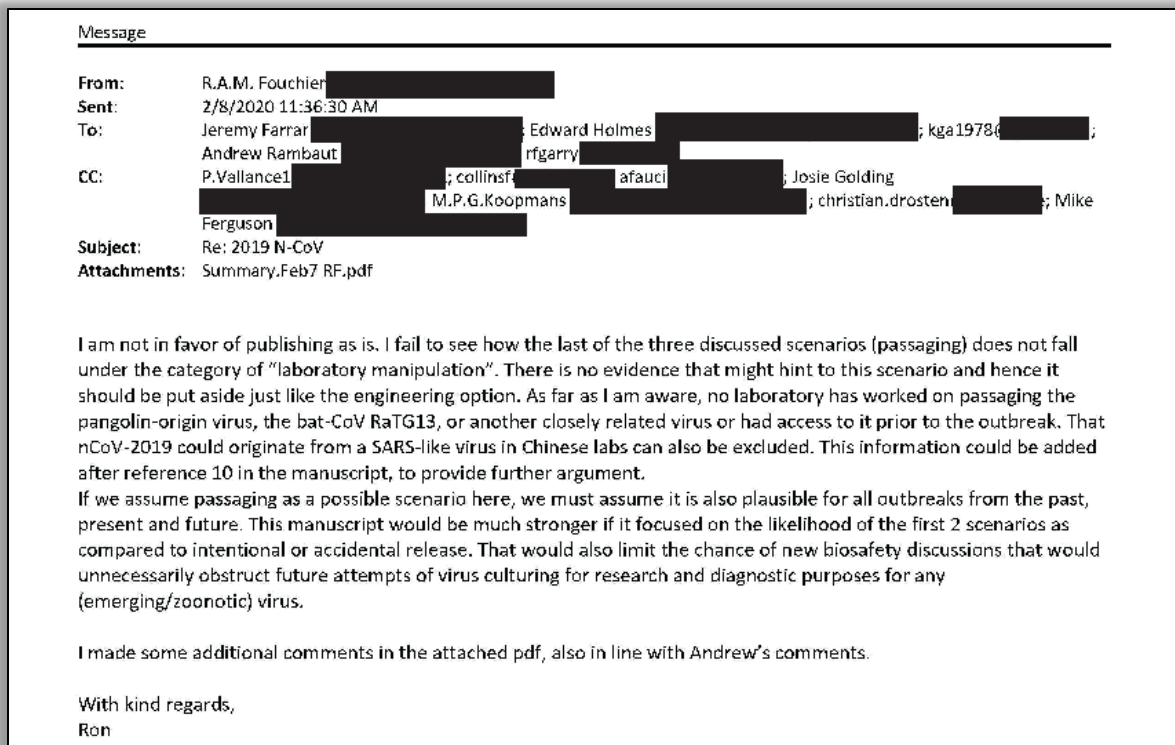 Message
From: R.A.M. Fouchier
Sent: 2/8/2020 11:36:30 AM
To: Jeremy Farrar ; Edward Holmes ; kga1978( ;
Andrew Rambaut rfgarry
CC: P.Vallance1 ; collinsf afauci ; Josie Golding
M.P.G.Koopmans ; christian.drosten ; Mike
Ferguson
Subject: Re: 2019 N-CoV
Attachments: Summary.Feb7 RF.pdf
I am not in favor of publishing as is. I fail to see how the last of the three discussed scenarios (passaging) does not fall
under the category of “laboratory manipulation”. There is no evidence that might hint to this scenario and hence it
should be put aside just like the engineering option. As far as I am aware, no laboratory has worked on passaging the
pangolin-origin virus, the bat-CoV RaTG13, or another closely related virus or had access to it prior to the outbreak. That
nCoV-2019 could originate from a SARS-like virus in Chinese labs can also be excluded. This information could be added
after reference 10 in the manuscript, to provide further argument.
If we assume passaging as a possible scenario here, we must assume it is also plausible for all outbreaks from the past,
present and future. This manuscript would be much stronger if it focused on the likelihood of the first 2 scenarios as
compared to intentional or accidental release. That would also limit the chance of new biosafety discussions that would
unnecessarily obstruct future attempts of virus culturing for research and diagnostic purposes for any
(emerging/zoonotic) virus.
I made some additional comments in the attached pdf, also in line with Andrew’s comments.
With kind regards,
Ron